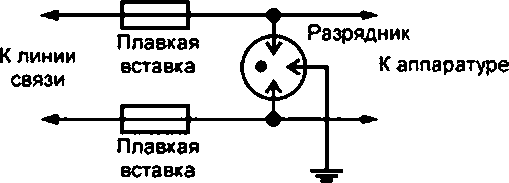 Плавкая
вставка
Разрядник
К линии
связи
К аппаратуре
Плавкая
вставка